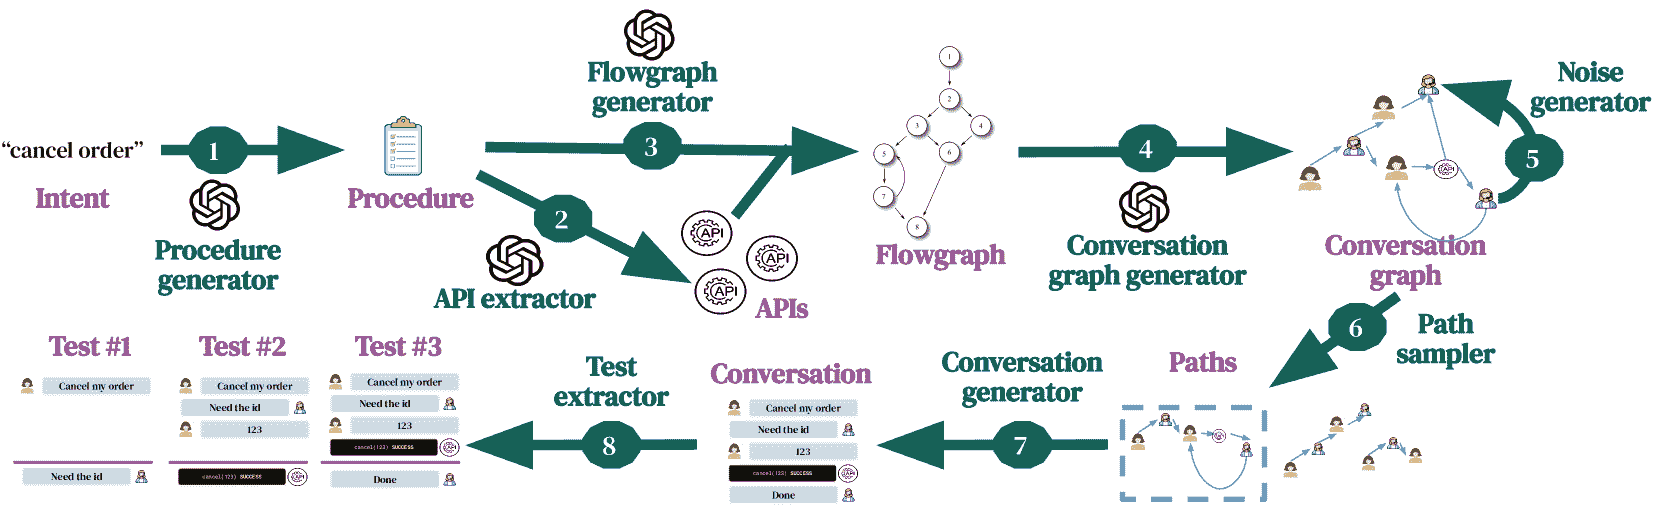 “cancel order”
Intent
1
Procedure
generator
Procedure
Flowgraph
generator
3
2
API extractor
API
API
API
APIs
1
2
3
4
5
6
7
8
Flowgraph
4
Conversation
graph generator
Noise
generator
5
API
Conversation
graph
6
Path
sampler
Paths
Conversation
generator
7
Conversation
Cancel my order
Need the id
123
cancel(123) SUCCESS
API
Done
Test
extractor
8
Test #1
Cancel my order
Need the id
Test #2
Cancel my order
Need the id
123
cancel(123) SUCCESS
API
Test #3
Cancel my order
Need the id
123
cancel(123) SUCCESS
API
Done